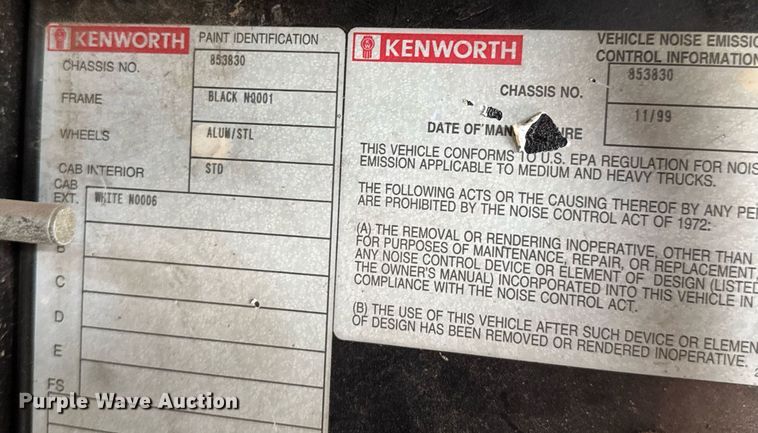 KENWORTH PAINT IDENTIFICATION
CHASSIS NO. 853830
FRAME BLACK N0001
WHEELS ALUM/STL
CAB INTERIOR STD
CAB
EXT. WHITE N0006
B
C
D
E
FS
KENWORTH
VEHICLE NOISE EMISSIO
CONTROL INFORMATION
CHASSIS NO. 853830
DATE OF MAN URE 11/99
THIS VEHICLE CONFORMS TO U.S. EPA REGULATION FOR NOIS
EMISSION APPLICABLE TO MEDIUM AND HEAVY TRUCKS.
THE FOLLOWING ACTS OR THE CAUSING THEREOF BY ANY PE
ARE PROHIBITED BY THE NOISE CONTROL ACT OF 1972:
(A) THE REMOVAL OR RENDERING INOPERATIVE, OTHER THAN
FOR PURPOSES OF MAINTENANCE, REPAIR, OR REPLACEMENT,
ANY NOISE CONTROL DEVICE OR ELEMENT OF DESIGN (LISTED
THE OWNER'S MANUAL) INCORPORATED INTO THIS VEHICLE IN
COMPLIANCE WITH THE NOISE CONTROL ACT.
(B) THE USE OF THIS VEHICLE AFTER SUCH DEVICE OR ELEMEN
OF DESIGN HAS BEEN REMOVED OR RENDERED INOPERATIVE.
Purple Wave Auction